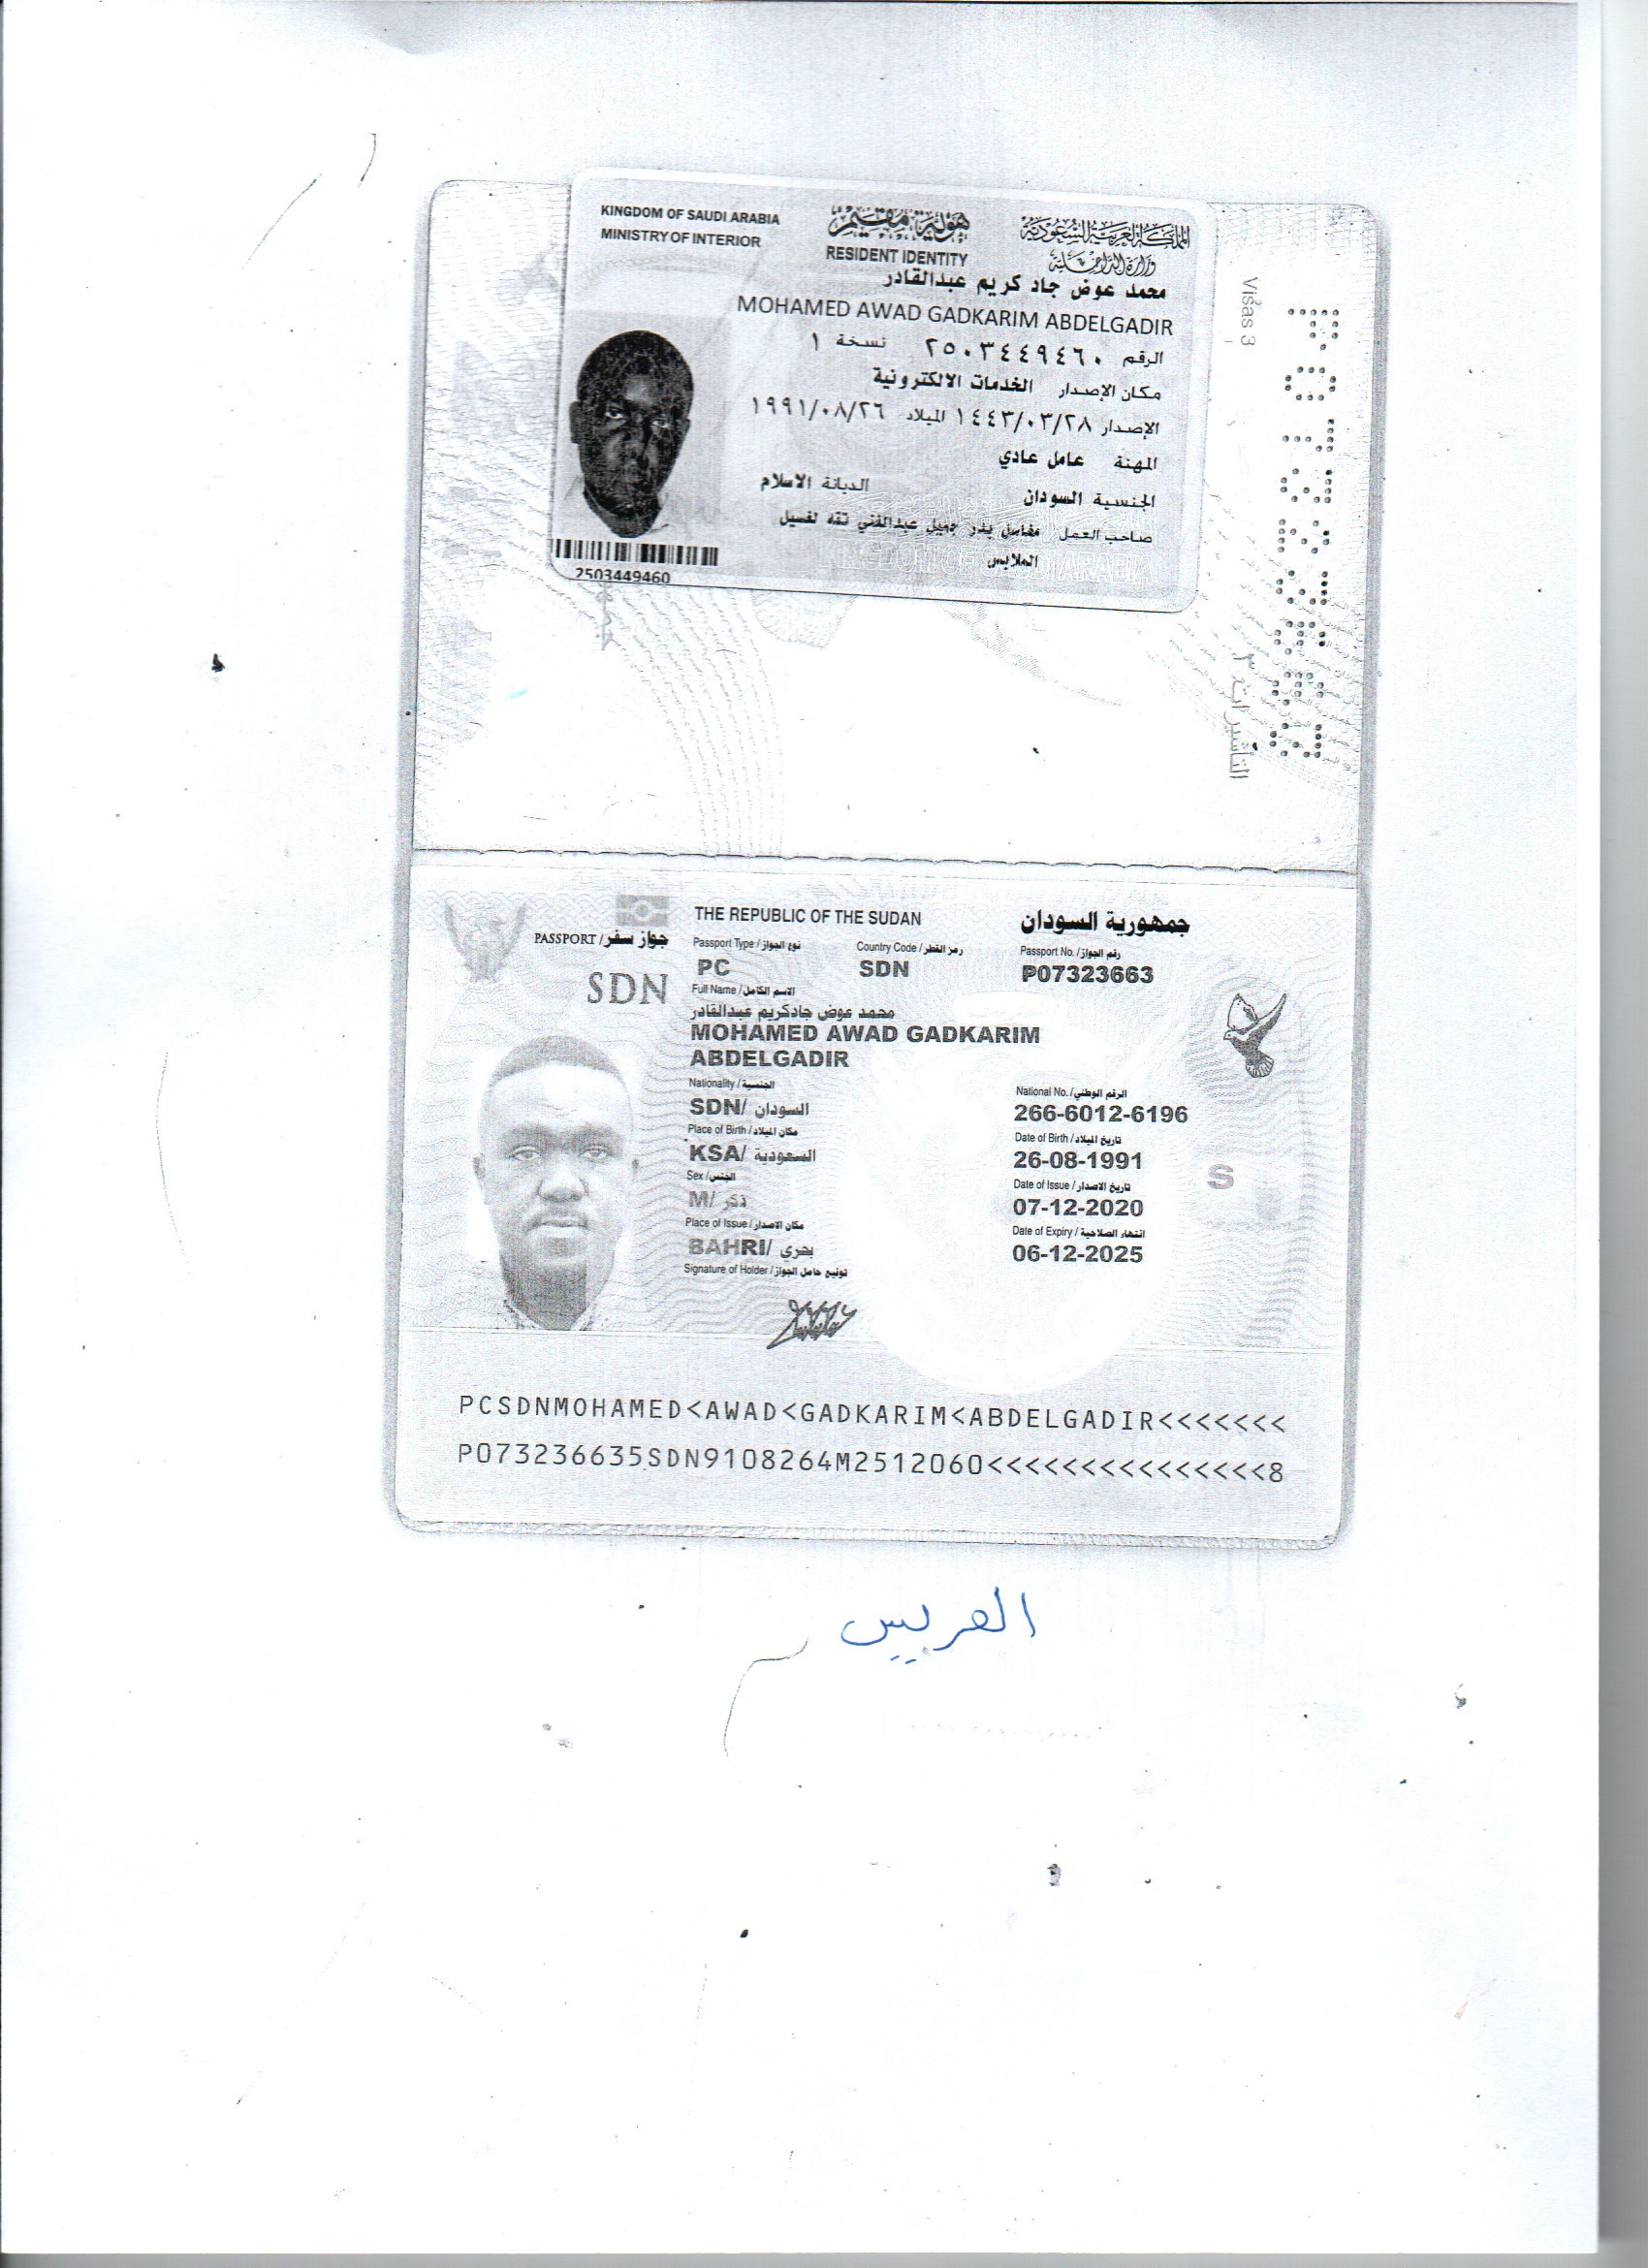 KINGDOM OF SAUDI ARABIA
MINISTRY OF INTERIOR
هوية مقيم
RESIDENT IDENTITY
المملكة العربية السعودية
وزارة الداخلية
محمد عوض جاد كريم عبدالقادر
MOHAMED AWAD GADKARIM ABDELGADIR
الرقم ٢٥٠٣٤٤٩٤٦٠ نسخة ١
مكان الإصدار الخدمات الالكترونية
الإصدار ١٤٤٣/٠٣/٢٨ الميلاد ١٩٩١/٠٨/٢٦
المهنة عامل عادي
الجنسية السودان الديانة الاسلام
صاحب العمل مغاسل بدر جميل عبدالغني تقه لغسيل
الملابس
2503449460
Visas 3
التأشيرات ٣
THE REPUBLIC OF THE SUDAN جمهورية السودان
PASSPORT / جواز سفر
SDN
Passport Type / نوع الجواز Country Code / رمز القطر Passport No. / رقم الجواز
PC SDN P07323663
Full Name / الاسم الكامل
محمد عوض جادكريم عبدالقادر
MOHAMED AWAD GADKARIM
ABDELGADIR
Nationality / الجنسية National No. / الرقم الوطني
SDN/ السودان 266-6012-6196
Place of Birth / مكان الميلاد Date of Birth / تاريخ الميلاد
KSA/ السعودية 26-08-1991
Sex / الجنس Date of Issue / تاريخ الاصدار
M/ ذكر 07-12-2020
Place of Issue / مكان الاصدار Date of Expiry / انتهاء الصلاحية
BAHRI/ بحري 06-12-2025
Signature of Holder / توقيع حامل الجواز
S
PCSDNMOHAMED<AWAD<GADKARIM<ABDELGADIR<<<<<<<
P073236635SDN9108264M2512060<<<<<<<<<<<<<<<8
العريس